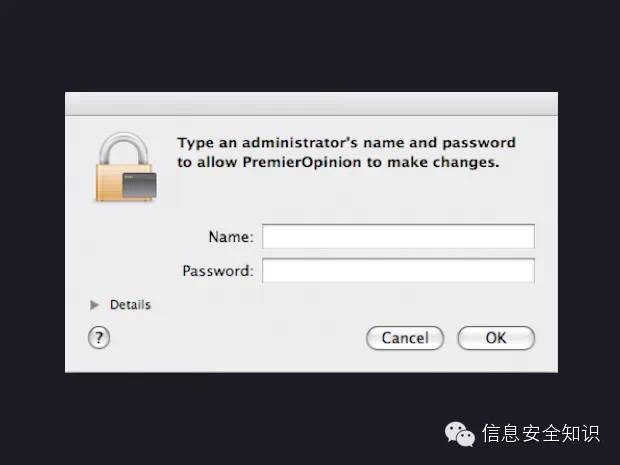 Type an administrator's name and password
to allow PremierOpinion to make changes.
Name:
Password:
Details
?
Cancel
OK
信息安全知识